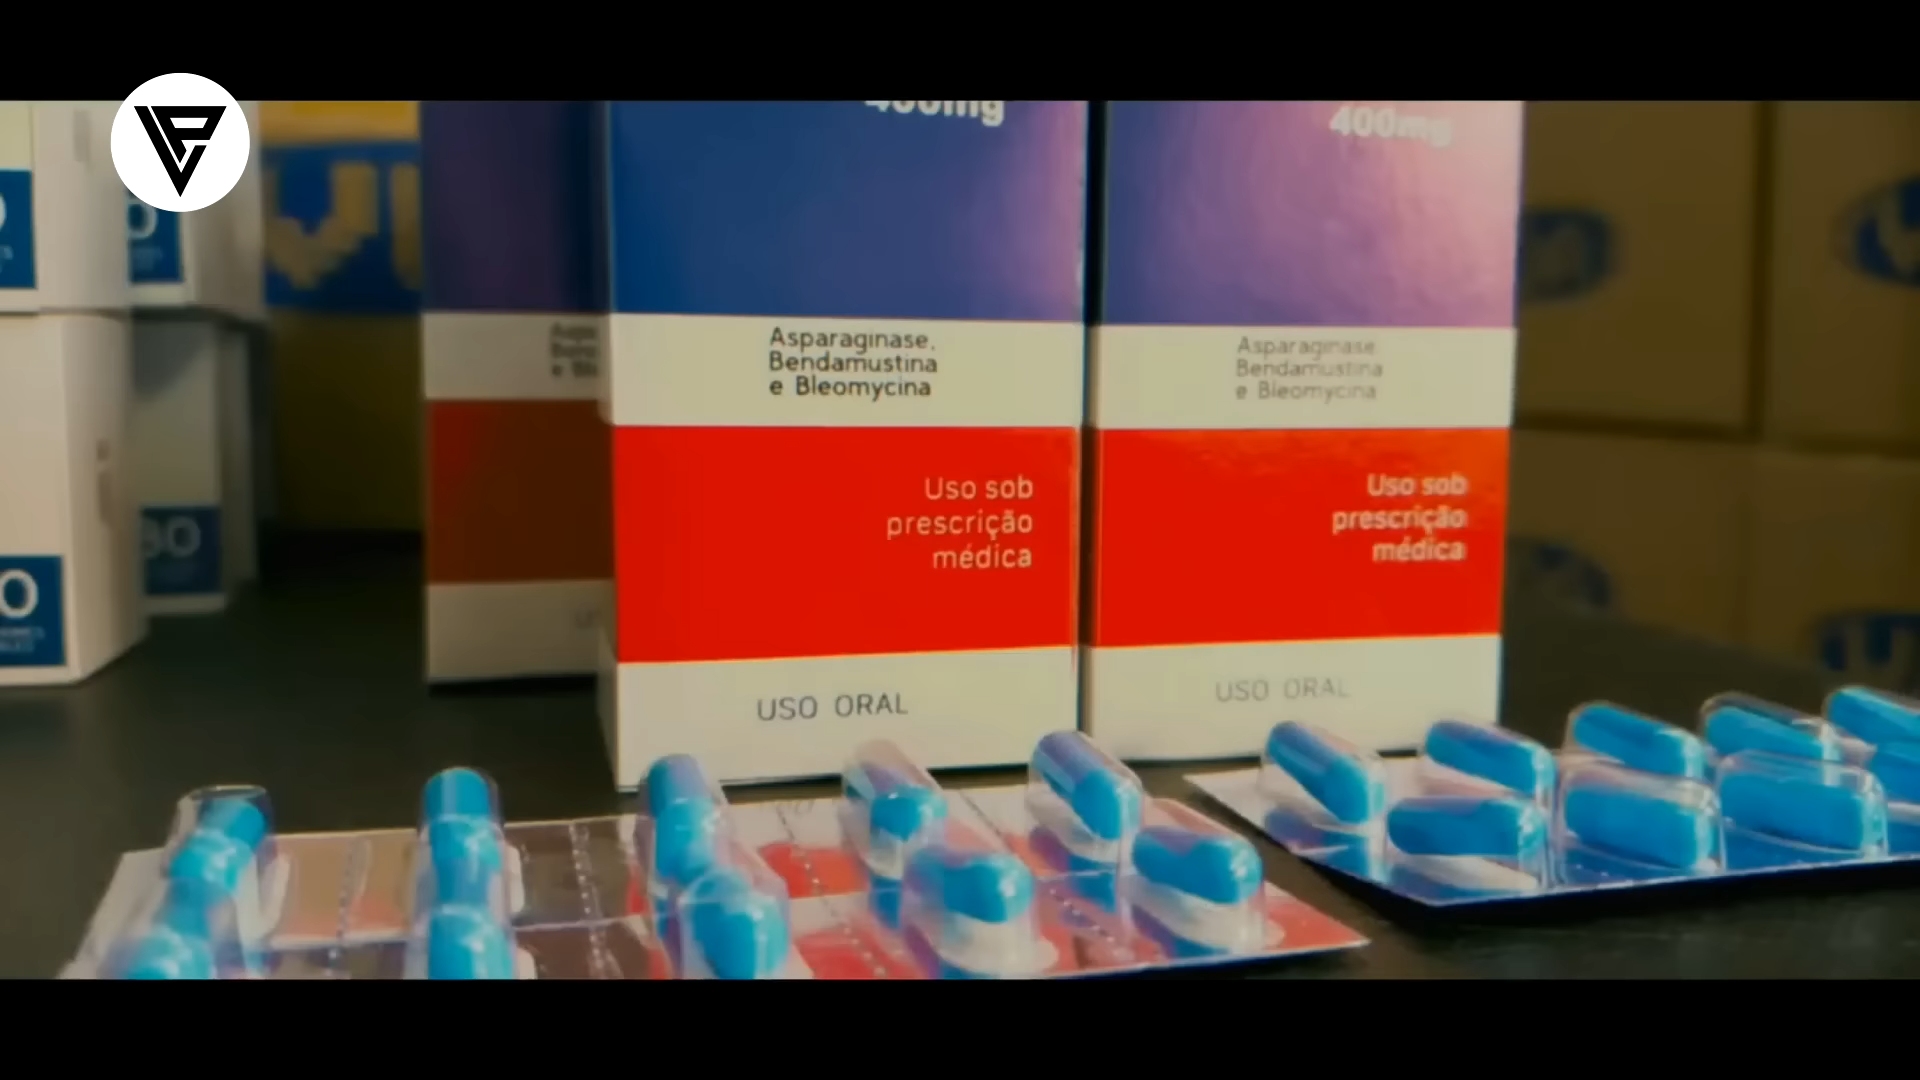 400mg
400mg
Asparaginase,
Bendamustina
e Bleomycina
Asparaginase
Bendamustina
e Bleomycina
Uso sob
prescrição
médica
Uso sob
prescrição
médica
USO ORAL
USO ORAL
80